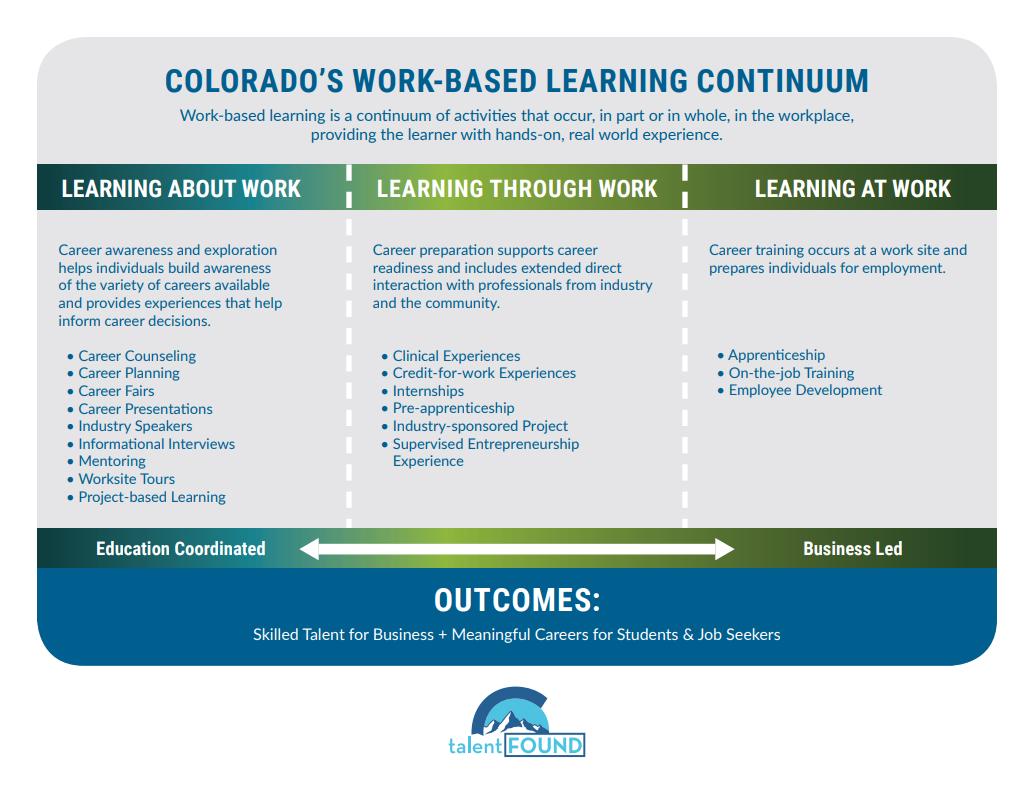 COLORADO'S WORK-BASED LEARNING CONTINUUM
Work-based learning is a continuum of activities that occur, in part or in whole, in the workplace,
providing the learner with hands-on, real world experience.
LEARNING ABOUT WORK
Career awareness and exploration
helps individuals build awareness
of the variety of careers available
and provides experiences that help
inform career decisions.
• Career Counseling
• Career Planning
• Career Fairs
• Career Presentations
• Industry Speakers
• Informational Interviews
• Mentoring
• Worksite Tours
• Project-based Learning
LEARNING THROUGH WORK
Career preparation supports career
readiness and includes extended direct
interaction with professionals from industry
and the community.
• Clinical Experiences
• Credit-for-work Experiences
• Internships
• Pre-apprenticeship
• Industry-sponsored Project
• Supervised Entrepreneurship
Experience
LEARNING AT WORK
Career training occurs at a work site and
prepares individuals for employment.
• Apprenticeship
• On-the-job Training
• Employee Development
Education Coordinated
Business Led
OUTCOMES:
Skilled Talent for Business + Meaningful Careers for Students & Job Seekers
talent FOUND